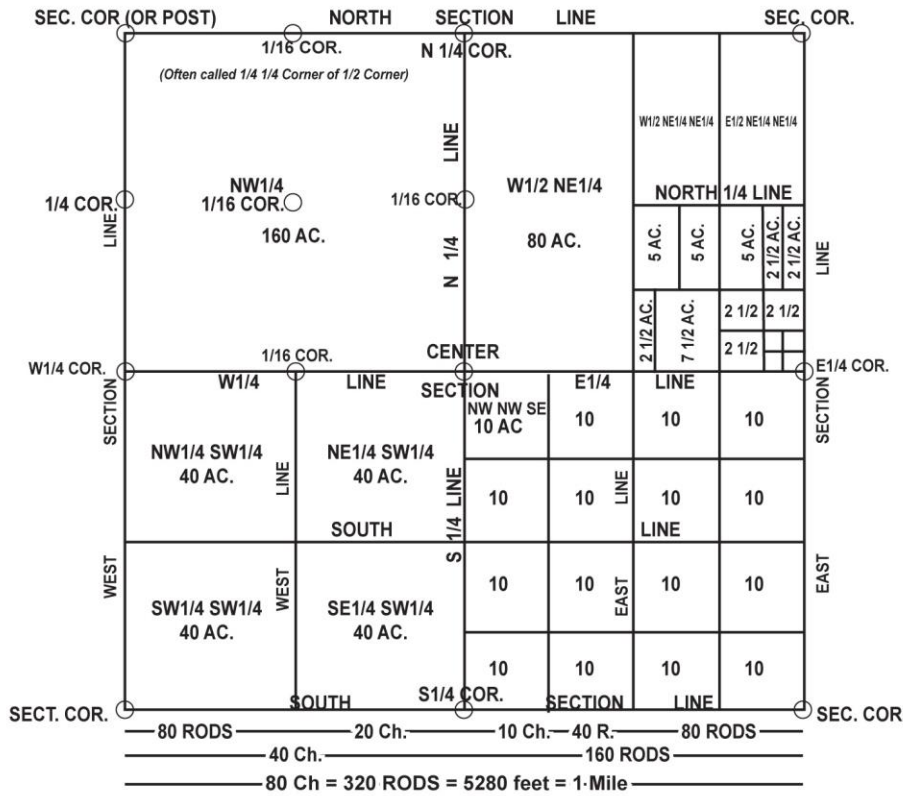 SEC. COR (OR POST) NORTH SECTION LINE SEC. COR.
1/16 COR. N 1/4 COR.
(Often called 1/4 1/4 Corner of 1/2 Corner)
W1/2 NE1/4 NE1/4 E1/2 NE1/4 NE1/4
LINE
NW1/4 W1/2 NE1/4
NORTH 1/4 LINE
1/4 COR. 1/16 COR. 1/16 COR.
160 AC. 80 AC.
LINE N 1/4 5 AC. 5 AC. 5 AC. 2 1/2 AC. 2 1/2 AC. LINE
2 1/2 AC. 7 1/2 AC. 2 1/2 2 1/2
2 1/2
W1/4 COR. 1/16 COR. CENTER E1/4 COR.
W1/4 LINE SECTION E1/4 LINE
SECTION SECTION
NW NW SE
10 AC 10 10 10
NW1/4 SW1/4 NE1/4 SW1/4
40 AC. 40 AC.
LINE S 1/4 LINE LINE
10 10 10 10
SOUTH LINE
WEST WEST EAST EAST
10 10 10 10
SW1/4 SW1/4 SE1/4 SW1/4
40 AC. 40 AC.
10 10 10 10
SOUTH S1/4 COR. SECTION LINE
SECT. COR. SEC. COR
80 RODS 20 Ch. 10 Ch. 40 R. 80 RODS
40 Ch. 160 RODS
80 Ch = 320 RODS = 5280 feet = 1 Mile